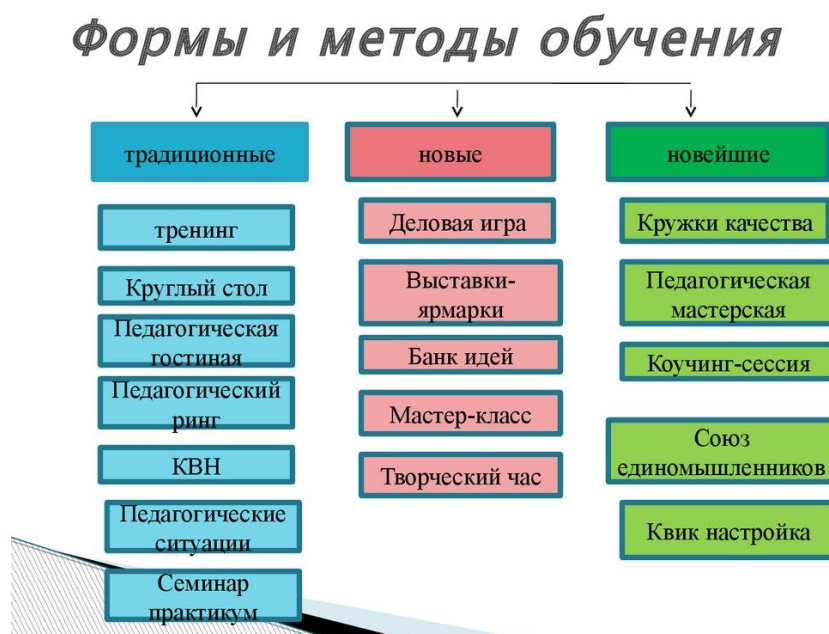 Формы и методы обучения
традиционные
тренинг
Круглый стол
Педагогическая
гостиная
Педагогический
ринг
КВН
Педагогические
ситуации
Семинар
практикум
новые
Деловая игра
Выставки-
ярмарки
Банк идей
Мастер-класс
Творческий час
новейшие
Кружки качества
Педагогическая
мастерская
Коучинг-сессия
Союз
единомышленников
Квик настройка